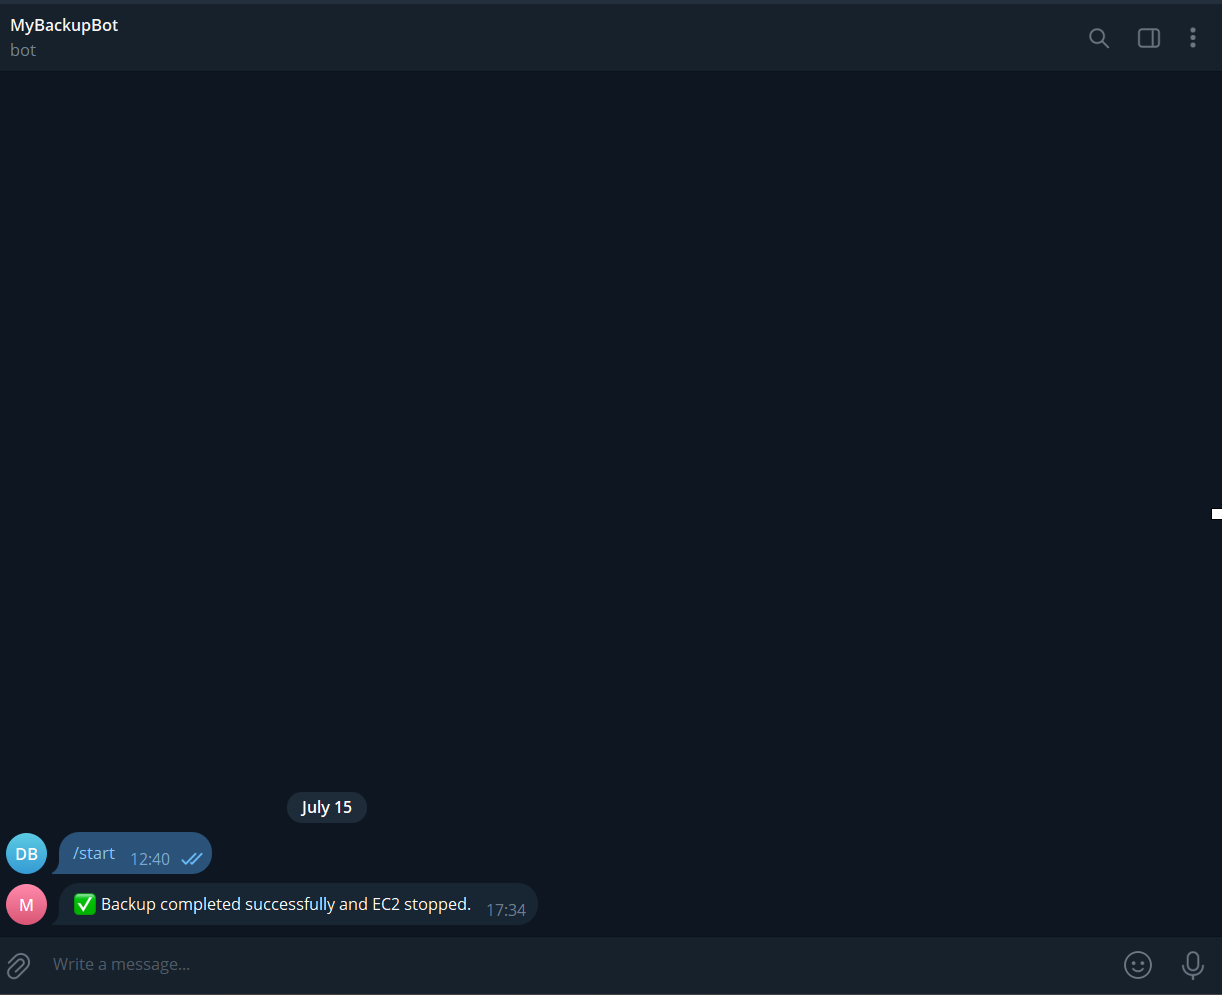 MyBackupBot
bot
July 15
DB
/start 12:40
M
✅ Backup completed successfully and EC2 stopped. 17:34
Write a message...